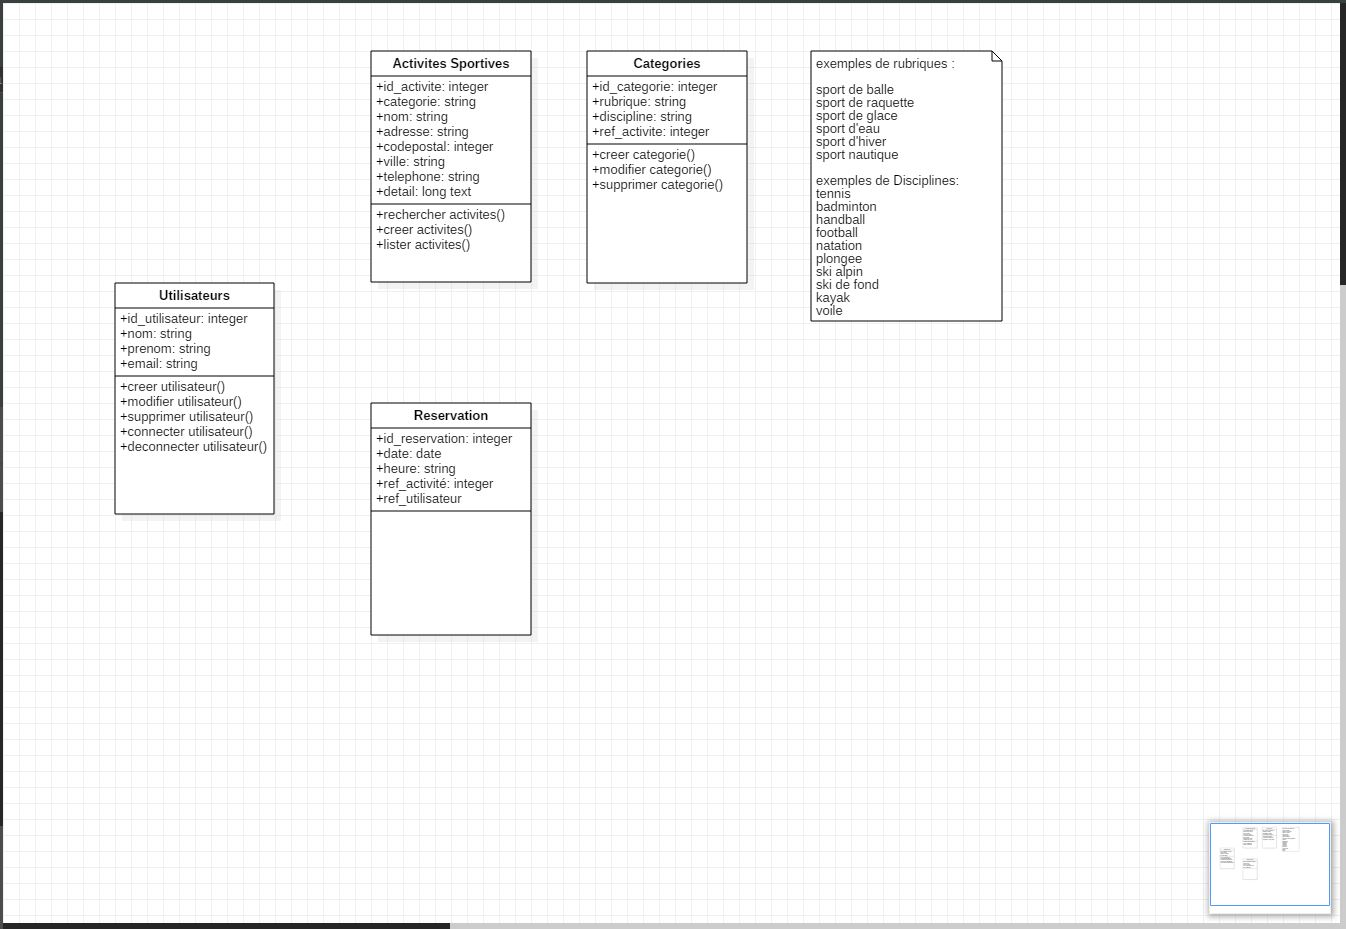 Activites Sportives
+id_activite: integer
+categorie: string
+nom: string
+adresse: string
+codepostal: integer
+ville: string
+telephone: string
+detail: long text
+rechercher activites()
+creer activites()
+lister activites()
Categories
+id_categorie: integer
+rubrique: string
+discipline: string
+ref_activite: integer
+creer categorie()
+modifier categorie()
+supprimer categorie()
exemples de rubriques :
sport de balle
sport de raquette
sport de glace
sport d'eau
sport d'hiver
sport nautique
exemples de Disciplines:
tennis
badminton
handball
football
natation
plongee
ski alpin
ski de fond
kayak
voile
Utilisateurs
+id_utilisateur: integer
+nom: string
+prenom: string
+email: string
+creer utilisateur()
+modifier utilisateur()
+supprimer utilisateur()
+connecter utilisateur()
+deconnecter utilisateur()
Reservation
+id_reservation: integer
+date: date
+heure: string
+ref_activité: integer
+ref_utilisateur